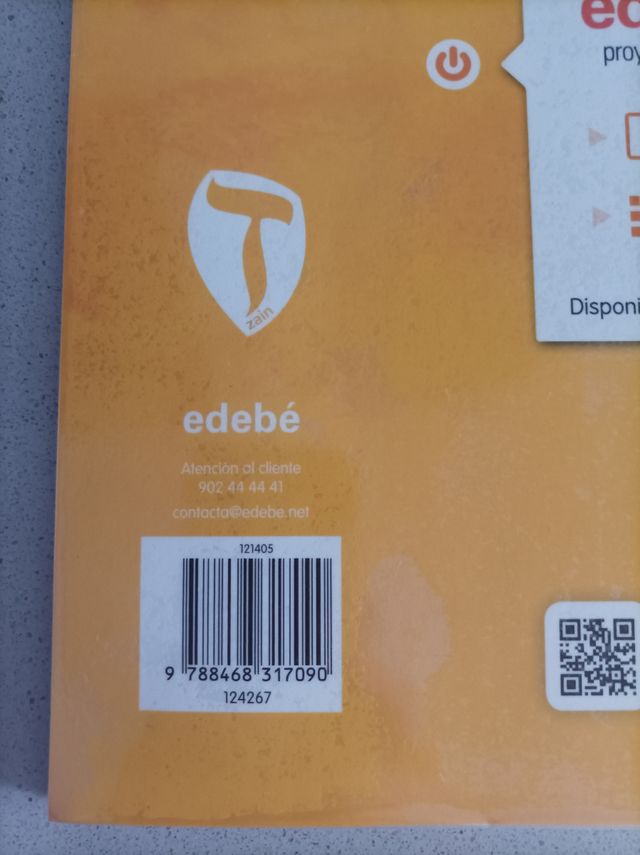 ed
proy
Disponi
zain
edebé
Atención al cliente
902 44 44 41
contacta@edebe.net
121405
9 788468 317090
124267